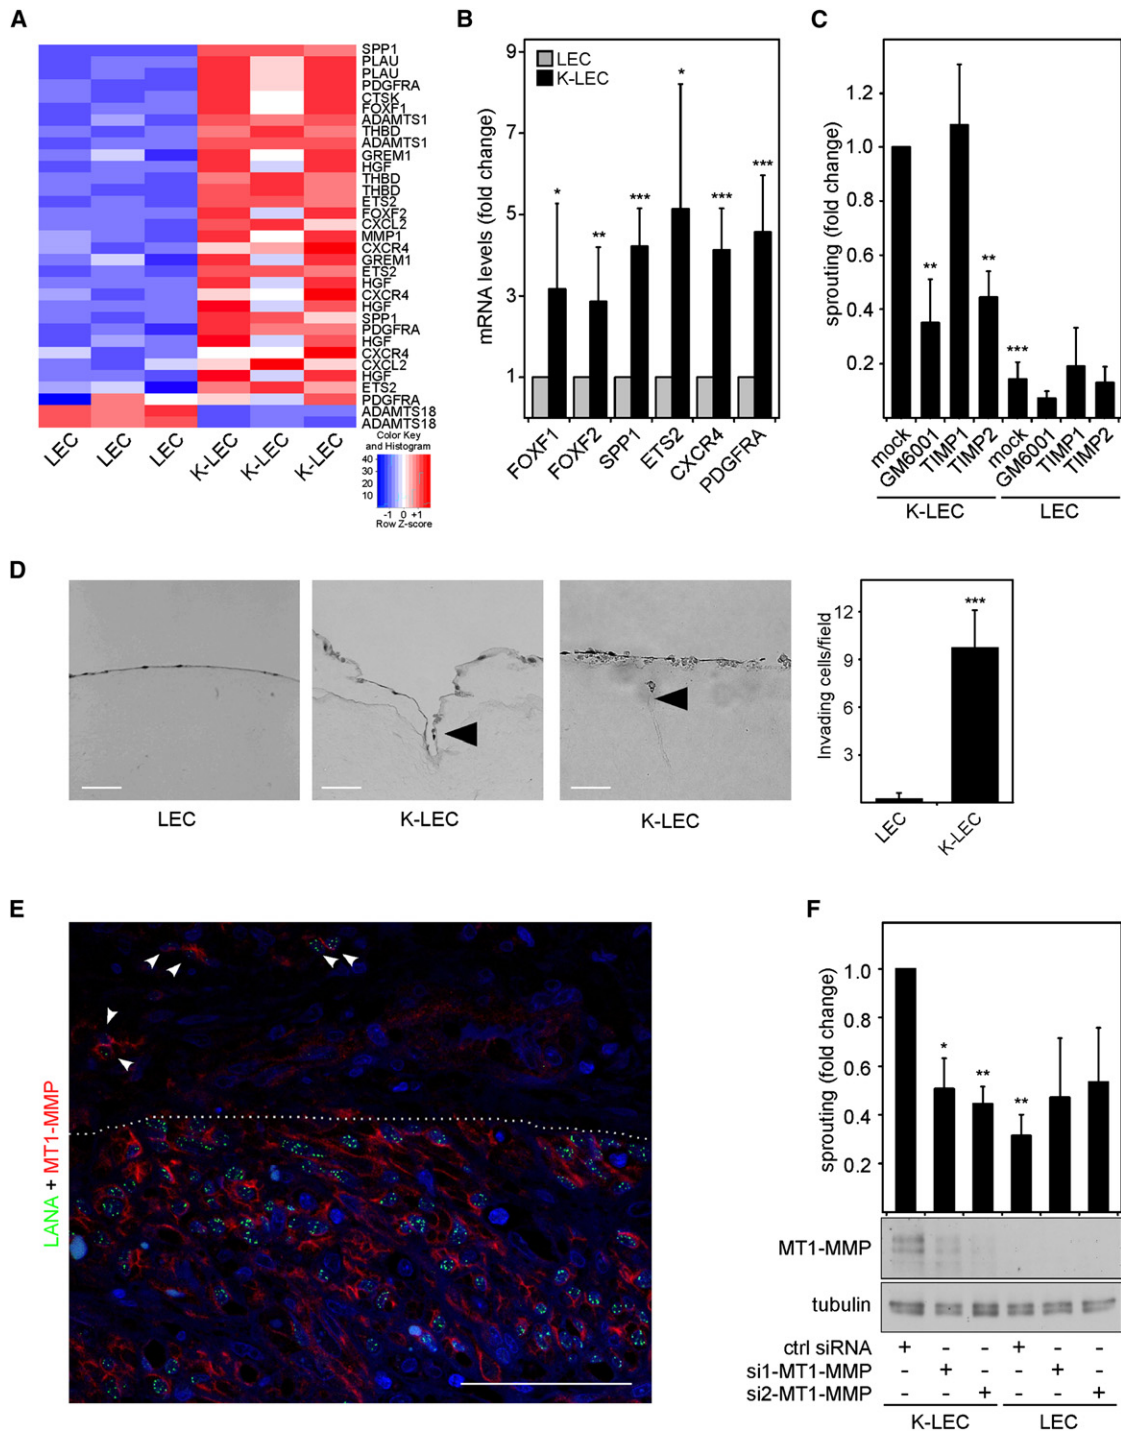 A
SPP1
PLAU
PLAU
PDGFRA
CTSK
FOXF1
ADAMTS1
THBD
ADAMTS1
GREM1
HGF
THBD
THBD
ETS2
FOXF2
CXCL2
MMP1
CXCR4
GREM1
ETS2
HGF
CXCR4
HGF
SPP1
PDGFRA
HGF
CXCR4
CXCL2
HGF
ETS2
PDGFRA
ADAMTS18
ADAMTS18
LEC
LEC
LEC
K-LEC
K-LEC
K-LEC
Color Key
and Histogram
40
30
20
10
-1 0 +1
Row Z-score
B
mRNA levels (fold change)
9
7
5
3
1
LEC
K-LEC
*
**
***
*
***
***
FOXF1
FOXF2
SPP1
ETS2
CXCR4
PDGFRA
C
sprouting (fold change)
1.2
1.0
0.8
0.6
0.4
0.2
**
**
***
mock
GM6001
TIMP1
TIMP2
mock
GM6001
TIMP1
TIMP2
K-LEC
LEC
D
LEC
K-LEC
K-LEC
Invading cells/field
12
9
6
3
***
LEC
K-LEC
E
LANA + MT1-MMP
F
sprouting (fold change)
1.0
0.8
0.6
0.4
0.2
*
**
**
MT1-MMP
tubulin
ctrl siRNA + - - + - -
si1-MT1-MMP - + - - + -
si2-MT1-MMP - - + - - +
K-LEC
LEC